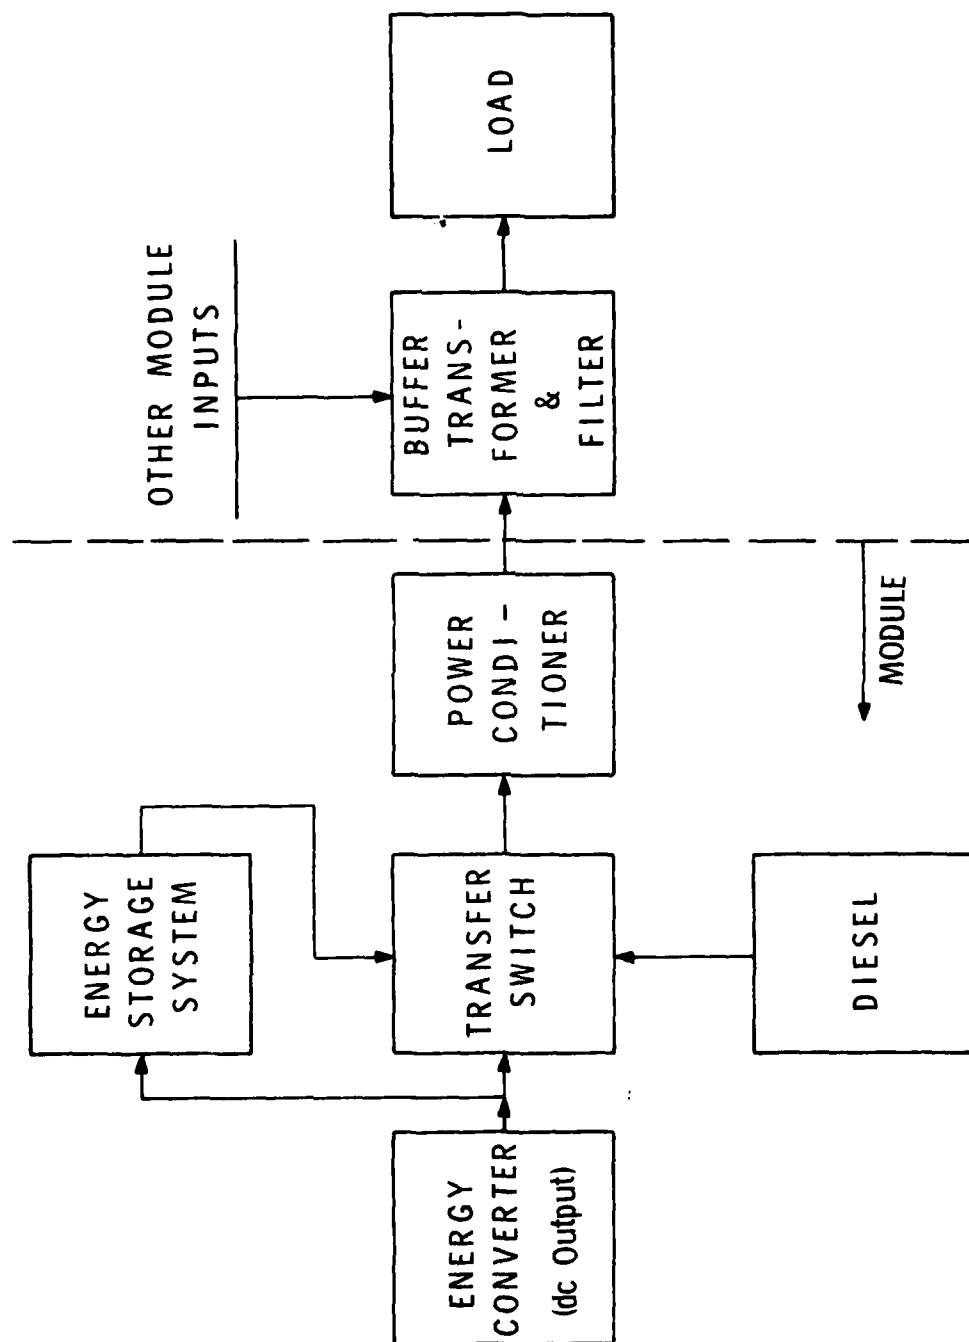 ENERGY
CONVERTER
(dc Output)
ENERGY
STORAGE
SYSTEM
TRANSFER
SWITCH
DIESEL
POWER
CONDI-
TIONER
MODULE
OTHER MODULE
INPUTS
BUFFER
TRANS-
FORMER
&
FILTER
LOAD